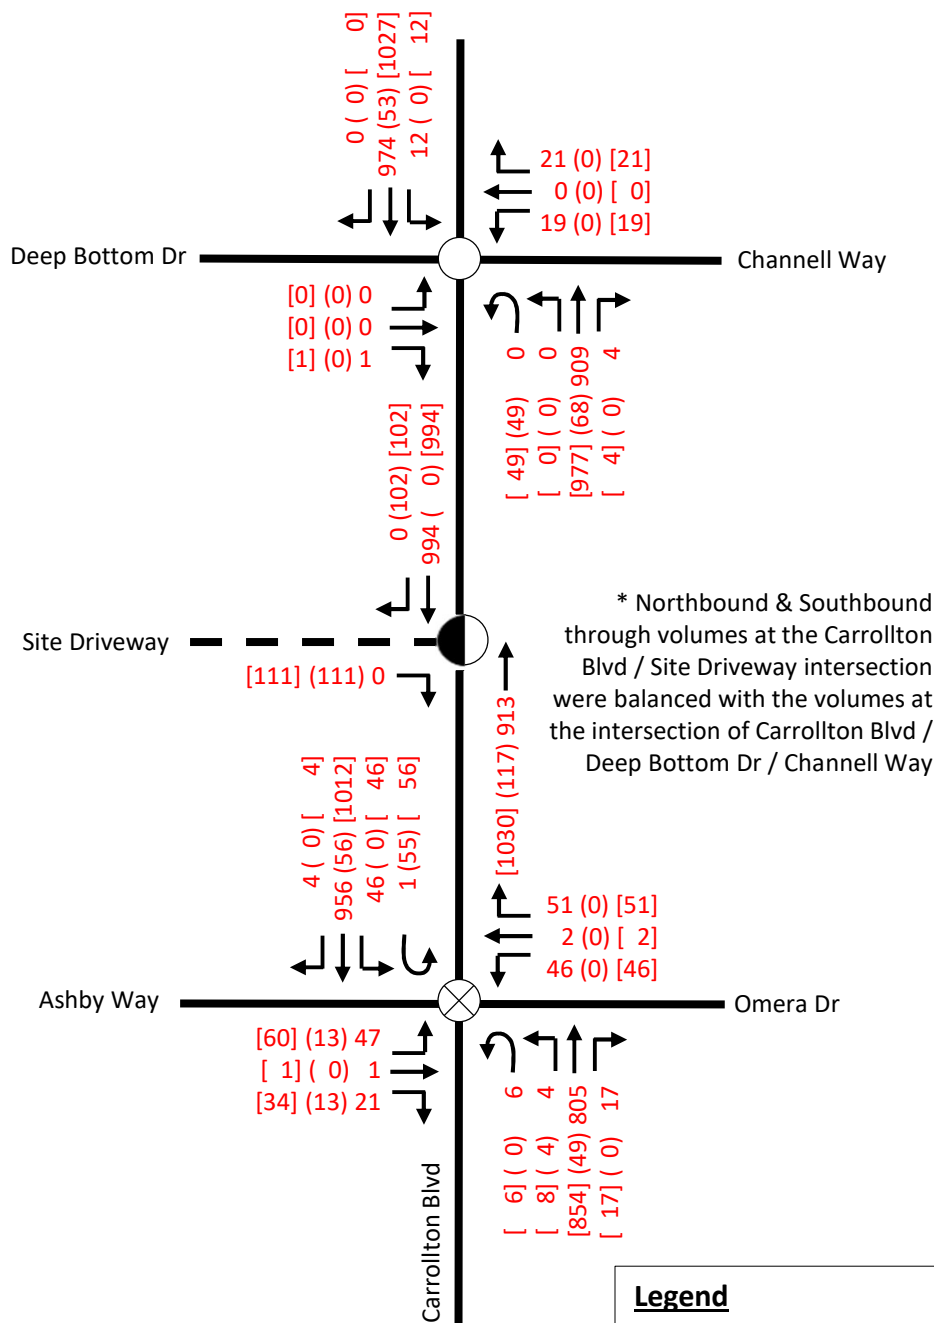 0 ( 0) [ 0]
974 (53) [1027]
12 ( 0) [ 12]
21 (0) [21]
0 (0) [ 0]
19 (0) [19]
Deep Bottom Dr
Channell Way
[0] (0) 0
[0] (0) 0
[1] (0) 1
[ 49] (49) 0
[ 0] ( 0) 0
[977] (68) 909
[ 4] ( 0) 4
0 (102) [102]
994 ( 0) [994]
Site Driveway
[111] (111) 0
[1030] (117) 913
* Northbound & Southbound
through volumes at the Carrollton
Blvd / Site Driveway intersection
were balanced with the volumes at
the intersection of Carrollton Blvd /
Deep Bottom Dr / Channell Way
4 ( 0) [ 4]
956 (56) [1012]
46 ( 0) [ 46]
1 (55) [ 56]
51 (0) [51]
2 (0) [ 2]
46 (0) [46]
Ashby Way
Omera Dr
[60] (13) 47
[ 1] ( 0) 1
[34] (13) 21
[ 6] ( 0) 6
[ 8] ( 4) 4
[854] (49) 805
[ 17] ( 0) 17
Carrollton Blvd
Legend